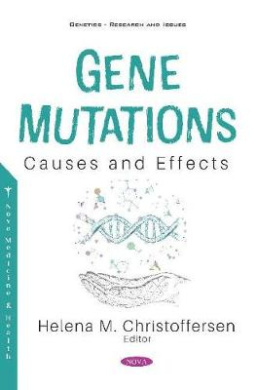 Genetics - Research and Issues
GENE
MUTATIONS
Causes and Effects
Nova Medicine & Health
Helena M. Christoffersen
Editor
NOVA